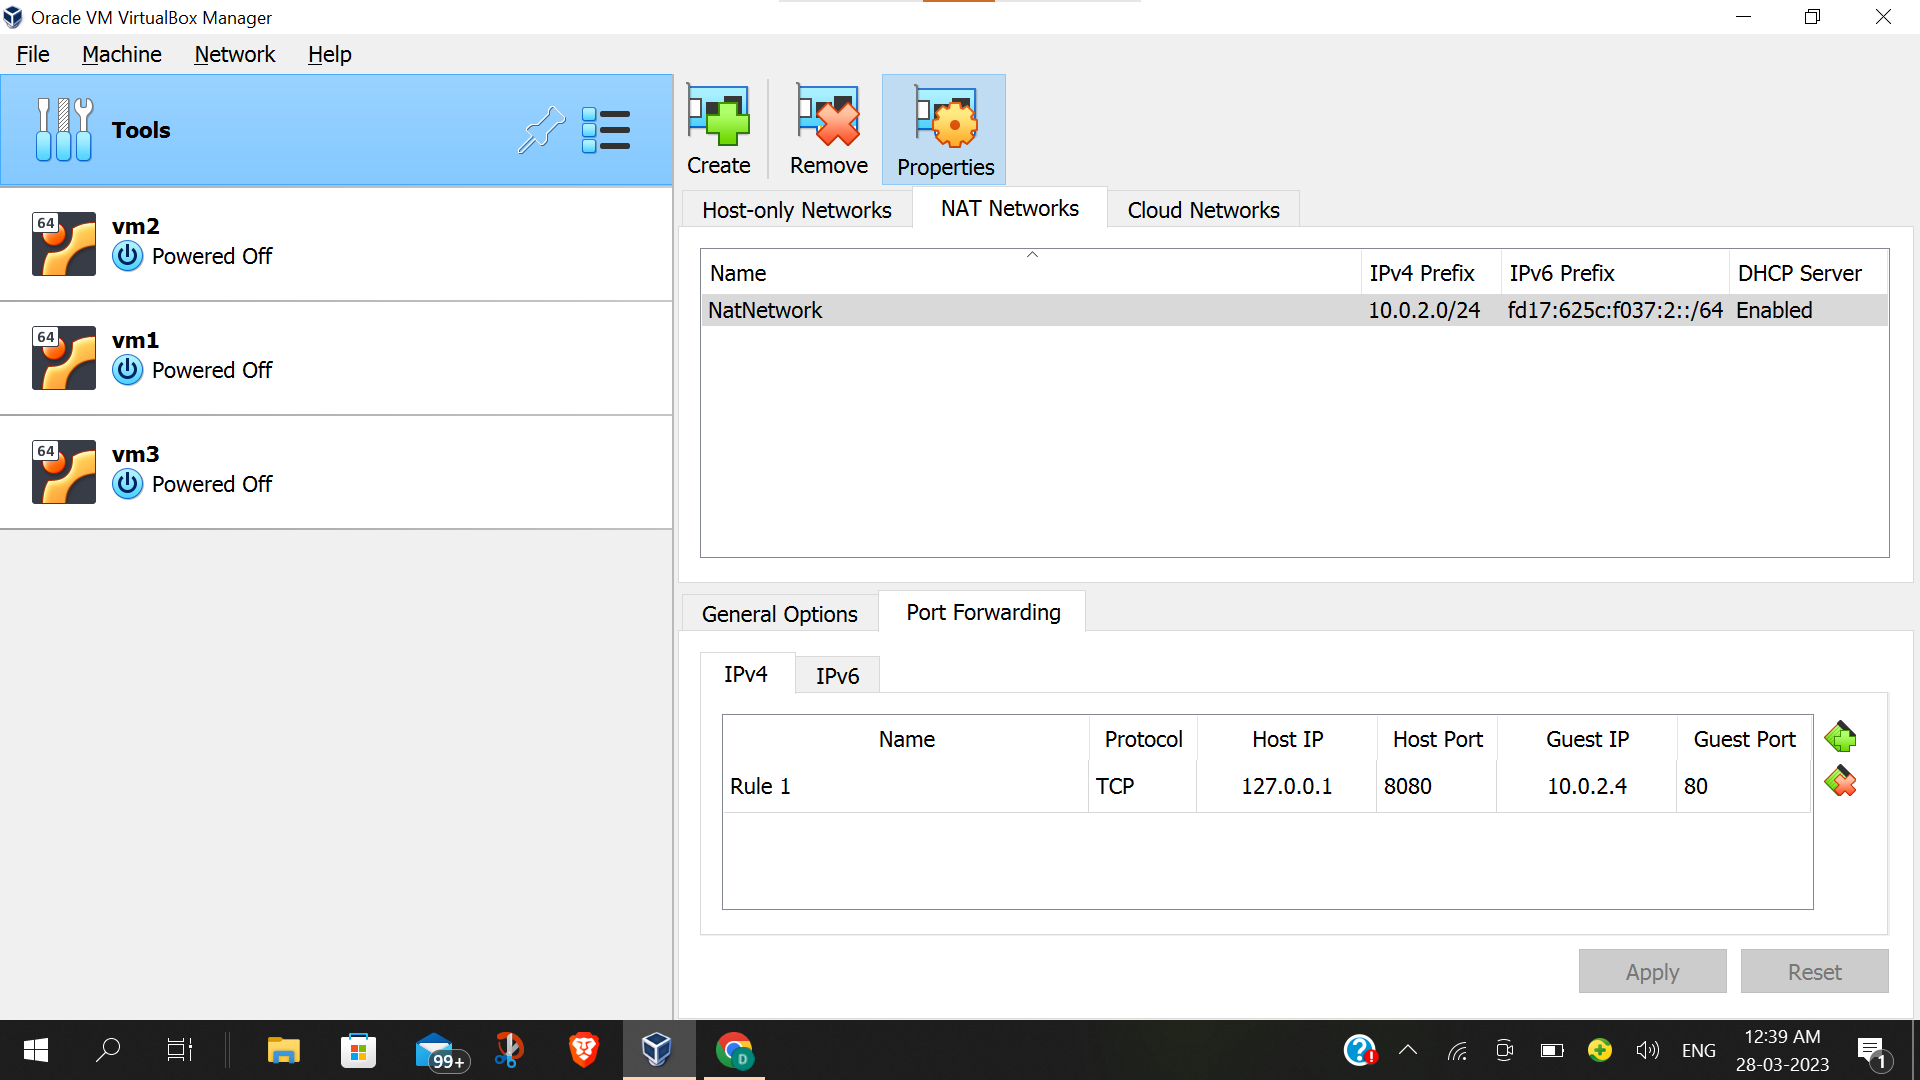 Oracle VM VirtualBox Manager
File Machine Network Help
Tools
64
vm2
Powered Off
64
vm1
Powered Off
64
vm3
Powered Off
Create Remove Properties
Host-only Networks NAT Networks Cloud Networks
Name IPv4 Prefix IPv6 Prefix DHCP Server
NatNetwork 10.0.2.0/24 fd17:625c:f037:2::/64 Enabled
General Options Port Forwarding
IPv4 IPv6
Name Protocol Host IP Host Port Guest IP Guest Port
Rule 1 TCP 127.0.0.1 8080 10.0.2.4 80
Apply Reset
99+
D
ENG
12:39 AM
28-03-2023
1